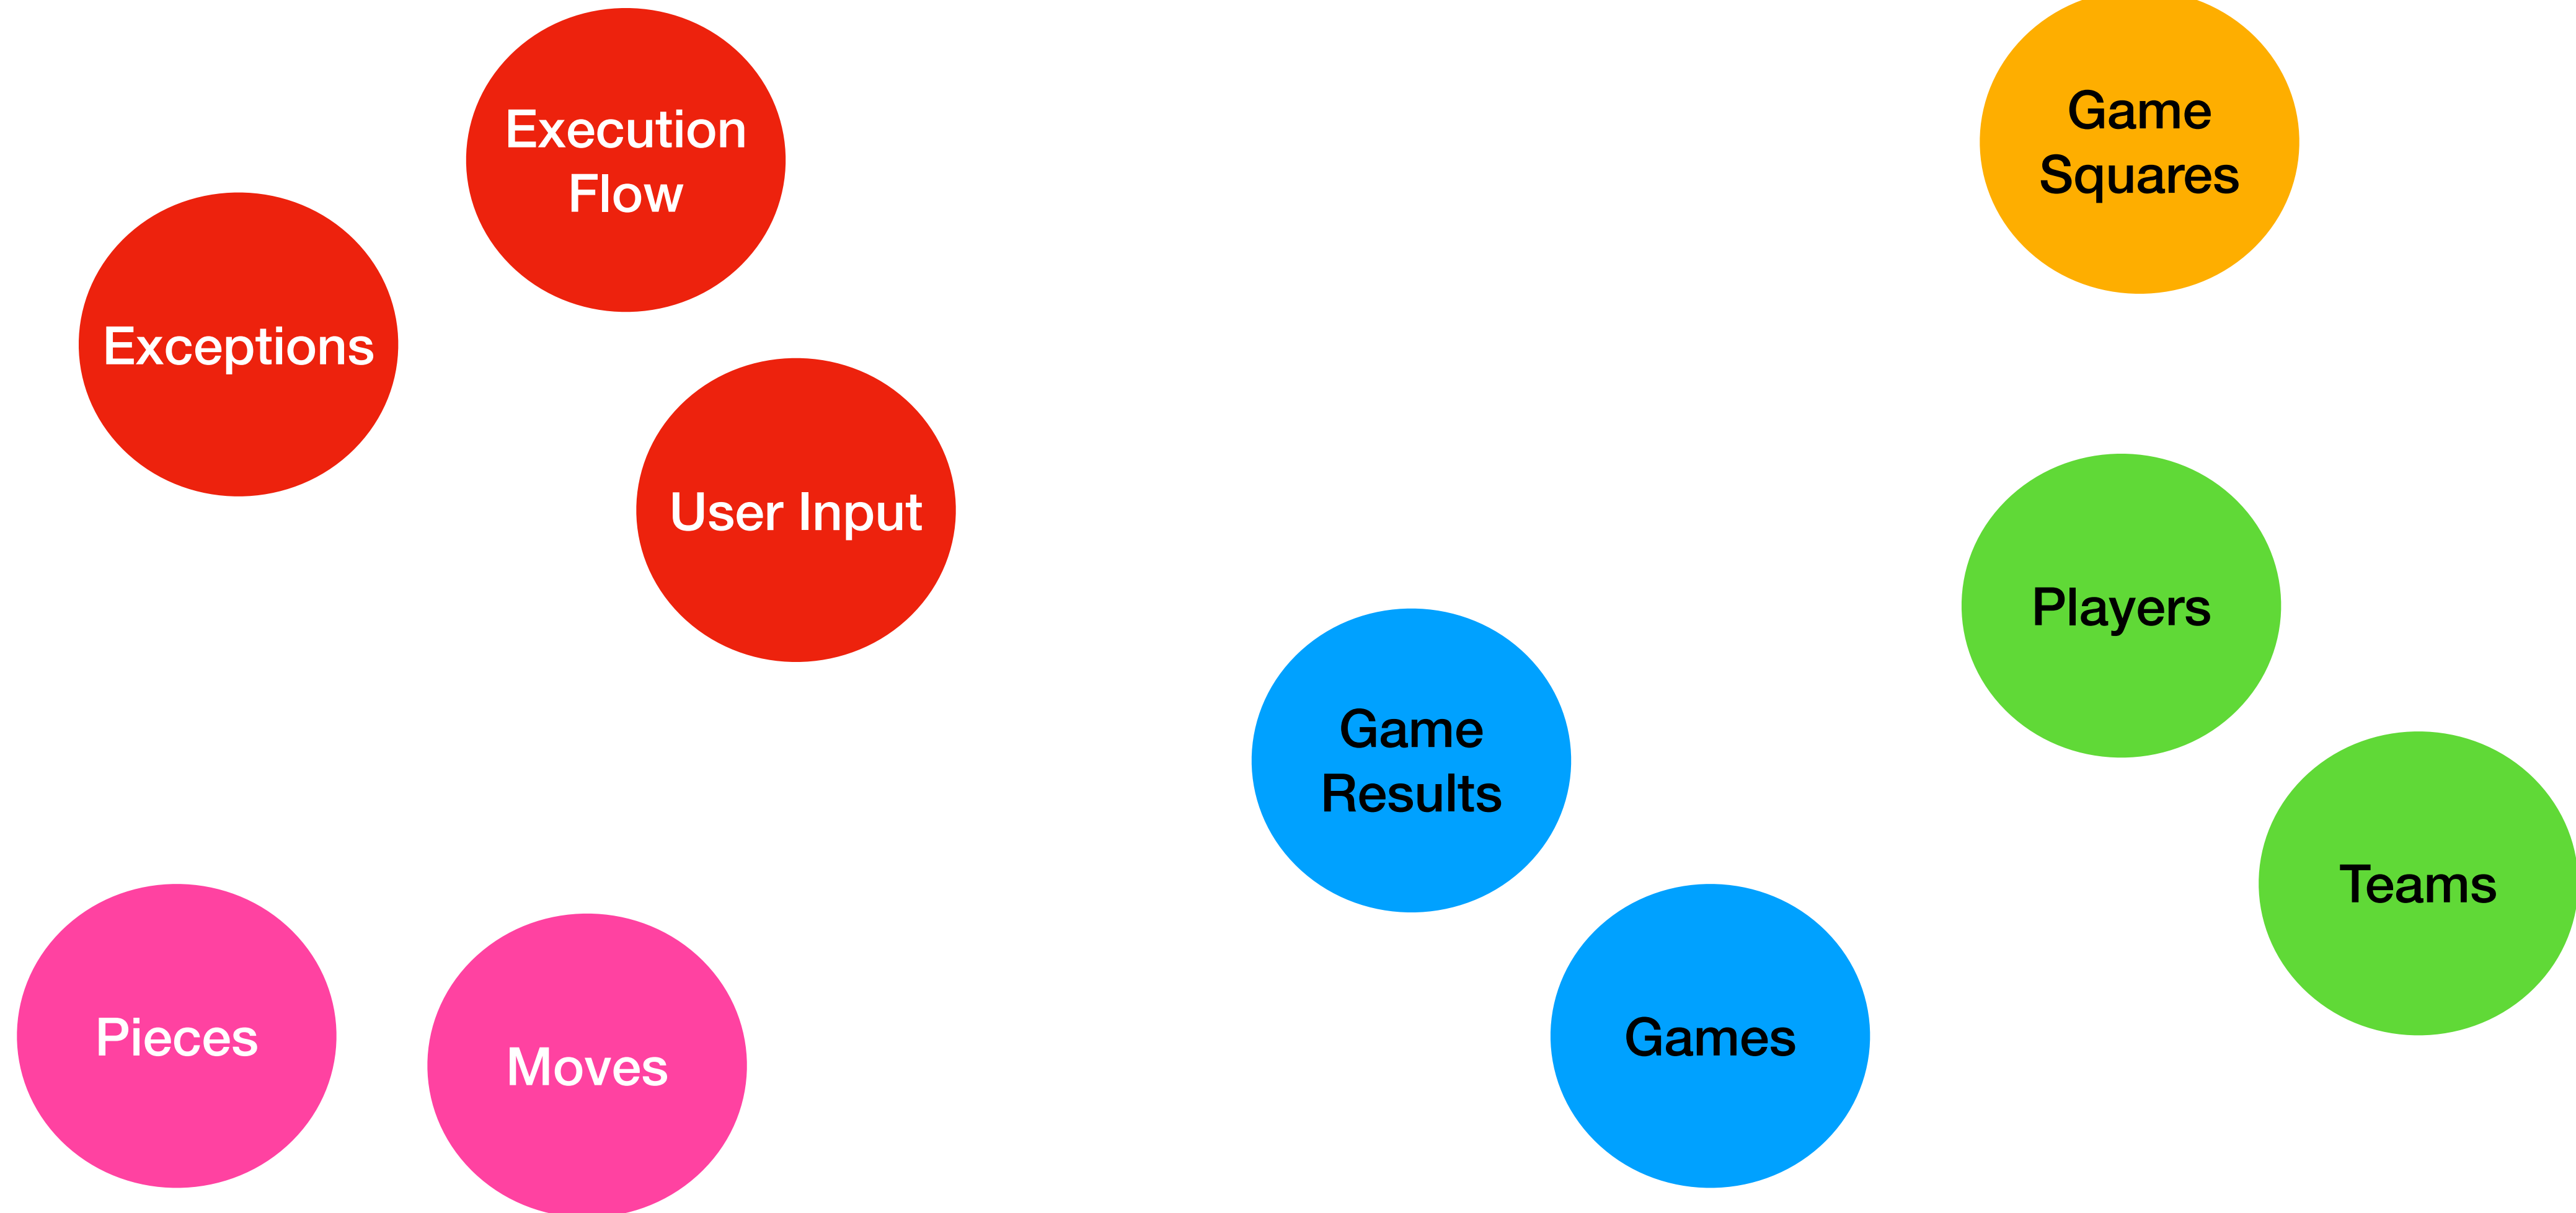 Execution
Flow
Game
Squares
Exceptions
User Input
Players
Game
Results
Teams
Pieces
Moves
Games